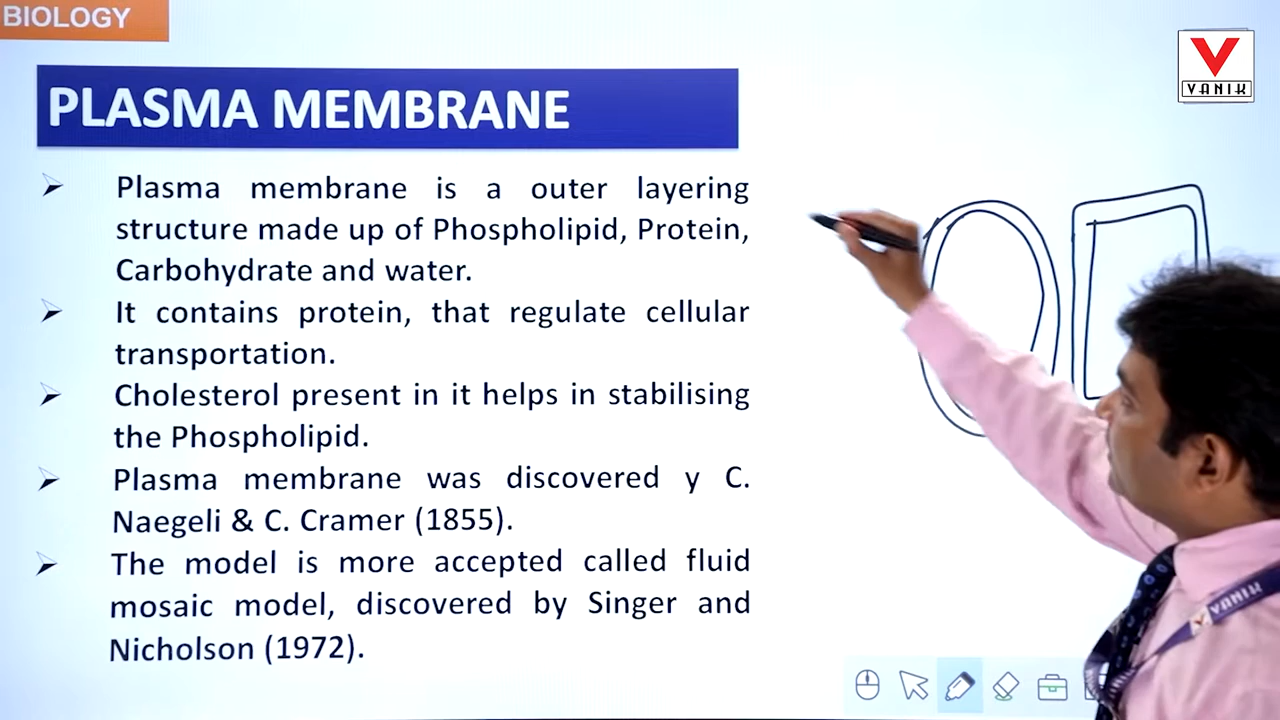 BIOLOGY
VANIK
PLASMA MEMBRANE
➢ Plasma membrane is a outer layering
structure made up of Phospholipid, Protein,
Carbohydrate and water.
➢ It contains protein, that regulate cellular
transportation.
➢ Cholesterol present in it helps in stabilising
the Phospholipid.
➢ Plasma membrane was discovered y C.
Naegeli & C. Cramer (1855).
➢ The model is more accepted called fluid
mosaic model, discovered by Singer and
Nicholson (1972).
VANIK